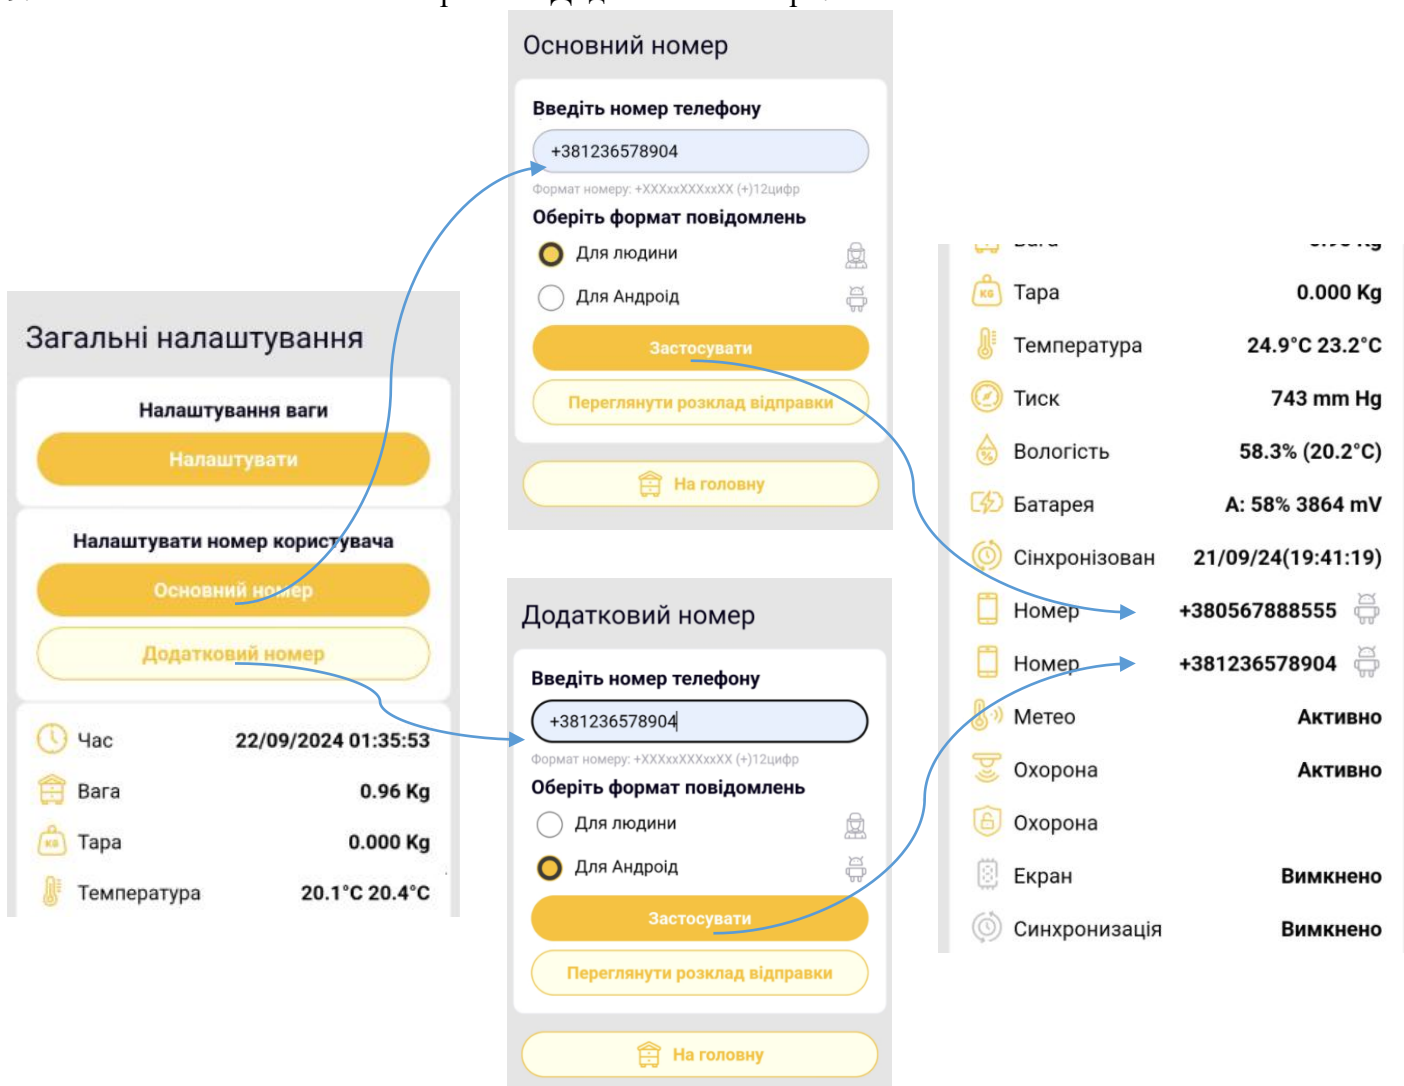 Основний номер
Введіть номер телефону
+381236578904
Формат номеру: +XXXxxXXXxxXX (+)12цифр
Оберіть формат повідомлень
Для людини
Для Андроід
Застосувати
Переглянути розклад відправки
На головну
Загальні налаштування
Налаштування ваги
Налаштувати
Налаштувати номер користувача
Основний номер
Додатковий номер
Час 22/09/2024 01:35:53
Вага 0.96 Kg
Тара 0.000 Kg
Температура 20.1°C 20.4°C
Додатковий номер
Введіть номер телефону
+381236578904
Формат номеру: +XXXxxXXXxxXX (+)12цифр
Оберіть формат повідомлень
Для людини
Для Андроід
Застосувати
Переглянути розклад відправки
На головну
KG Тара 0.000 Kg
Температура 24.9°C 23.2°C
Тиск 743 mm Hg
Вологість 58.3% (20.2°C)
Батарея A: 58% 3864 mV
Сінхронізован 21/09/24(19:41:19)
Номер +380567888555
Номер +381236578904
Метео Активно
Охорона Активно
Охорона
Екран Вимкнено
Синхронизація Вимкнено